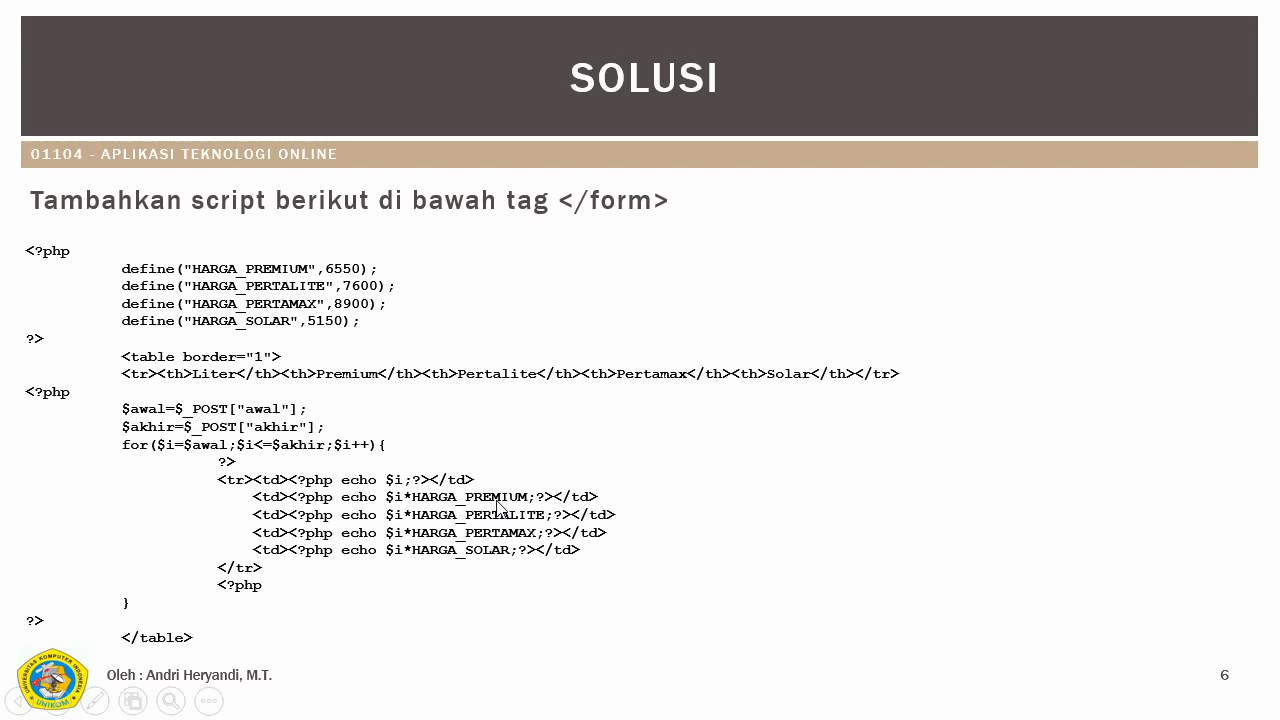 SOLUSI
01104 - APLIKASI TEKNOLOGI ONLINE
Tambahkan script berikut di bawah tag </form>
<?php
define("HARGA_PREMIUM",6550);
define("HARGA_PERTALITE",7600);
define("HARGA_PERTAMAX",8900);
define("HARGA_SOLAR",5150);
?>
<table border="1">
<tr><th>Liter</th><th>Premium</th><th>Pertalite</th><th>Pertamax</th><th>Solar</th></tr>
<?php
$awal=$_POST["awal"];
$akhir=$_POST["akhir"];
for($i=$awal;$i<=$akhir;$i++){
?>
<tr><td><?php echo $i;?></td>
<td><?php echo $i*HARGA_PREMIUM;?></td>
<td><?php echo $i*HARGA_PERTALITE;?></td>
<td><?php echo $i*HARGA_PERTAMAX;?></td>
<td><?php echo $i*HARGA_SOLAR;?></td>
</tr>
<?php
}
?>
</table>
UNIVERSITAS KOMPUTER INDONESIA
UNIKOM
Oleh : Andri Heryandi, M.T.
6